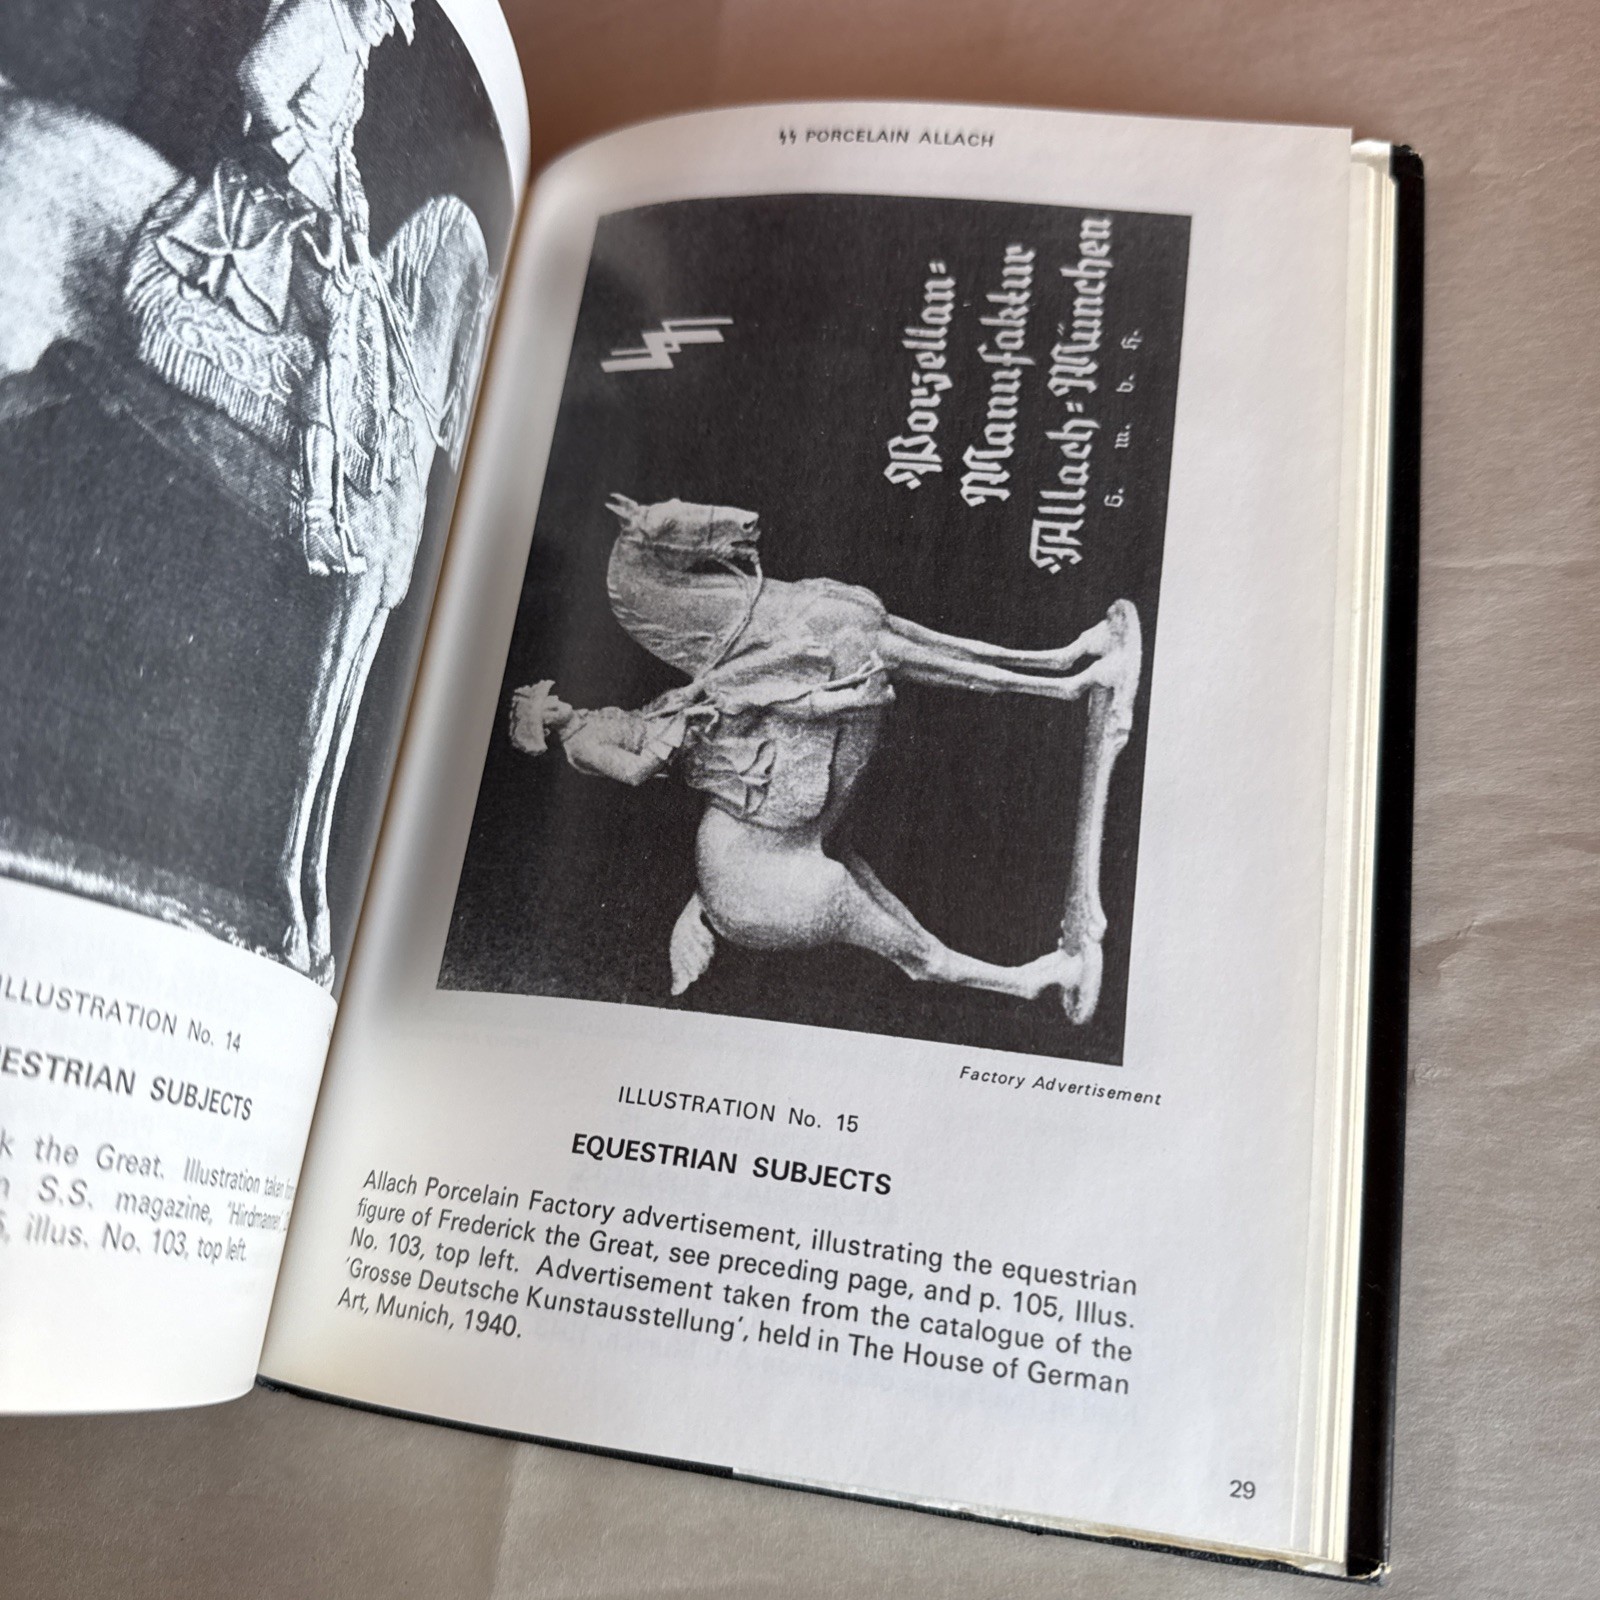 ILLUSTRATION No. 14
ESTRIAN SUBJECTS
k the Great. Illustration taken
S.S. magazine, 'Hirdmannen',
illus. No. 103, top left.
ϟϟ PORCELAIN ALLACH
Porzellan=
Manufaktur
Allach=München
G. m. b. H.
Factory Advertisement
ILLUSTRATION No. 15
EQUESTRIAN SUBJECTS
Allach Porcelain Factory advertisement, illustrating the equestrian
figure of Frederick the Great, see preceding page, and p. 105, Illus.
No. 103, top left. Advertisement taken from the catalogue of the
'Grosse Deutsche Kunstausstellung', held in The House of German
Art, Munich, 1940.
29